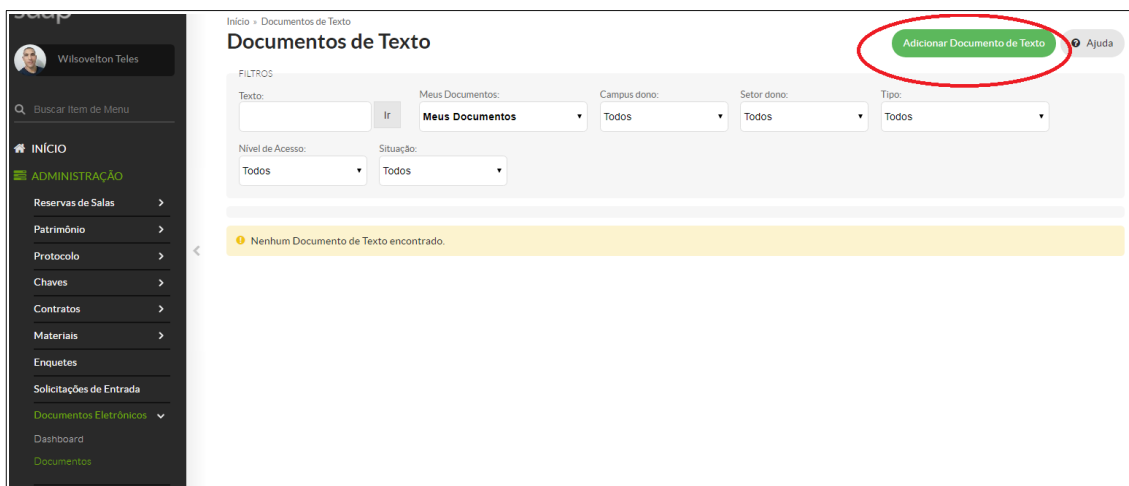 suap
Wilsovelton Teles
Buscar Item de Menu
INÍCIO
ADMINISTRAÇÃO
Reservas de Salas
Patrimônio
Protocolo
Chaves
Contratos
Materiais
Enquetes
Solicitações de Entrada
Documentos Eletrônicos
Dashboard
Documentos
Início » Documentos de Texto
Documentos de Texto
Adicionar Documento de Texto
Ajuda
FILTROS
Texto: Meus Documentos: Campus dono: Setor dono: Tipo:
Ir Meus Documentos Todos Todos Todos
Nível de Acesso: Situação:
Todos Todos
Nenhum Documento de Texto encontrado.